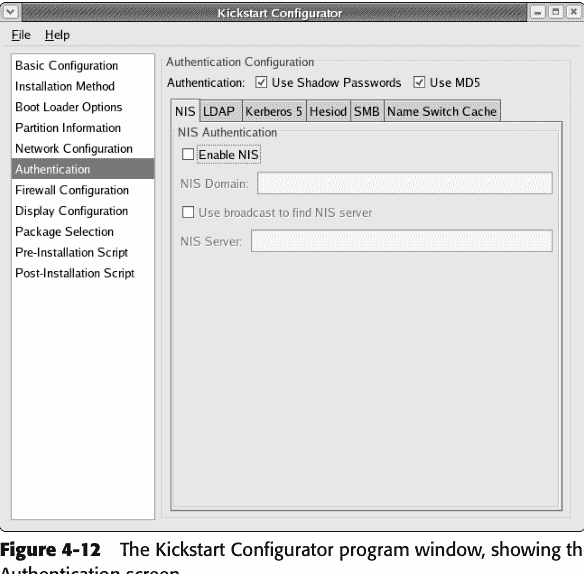 Kickstart Configurator
File Help
Authentication Configuration
Basic Configuration
Authentication: Use Shadow Passwords Use MD5
Installation Method
Boot Loader Options
NIS LDAP Kerberos 5 Hesiod SMB Name Switch Cache
Partition Information
NIS Authentication
Network Configuration
Enable NIS
Authentication
NIS Domain:
Firewall Configuration
Display Configuration
Use broadcast to find NIS server
Package Selection
NIS Server:
Pre-Installation Script
Post-Installation Script
Figure 4-12 The Kickstart Configurator program window, showing th
Authentication screen